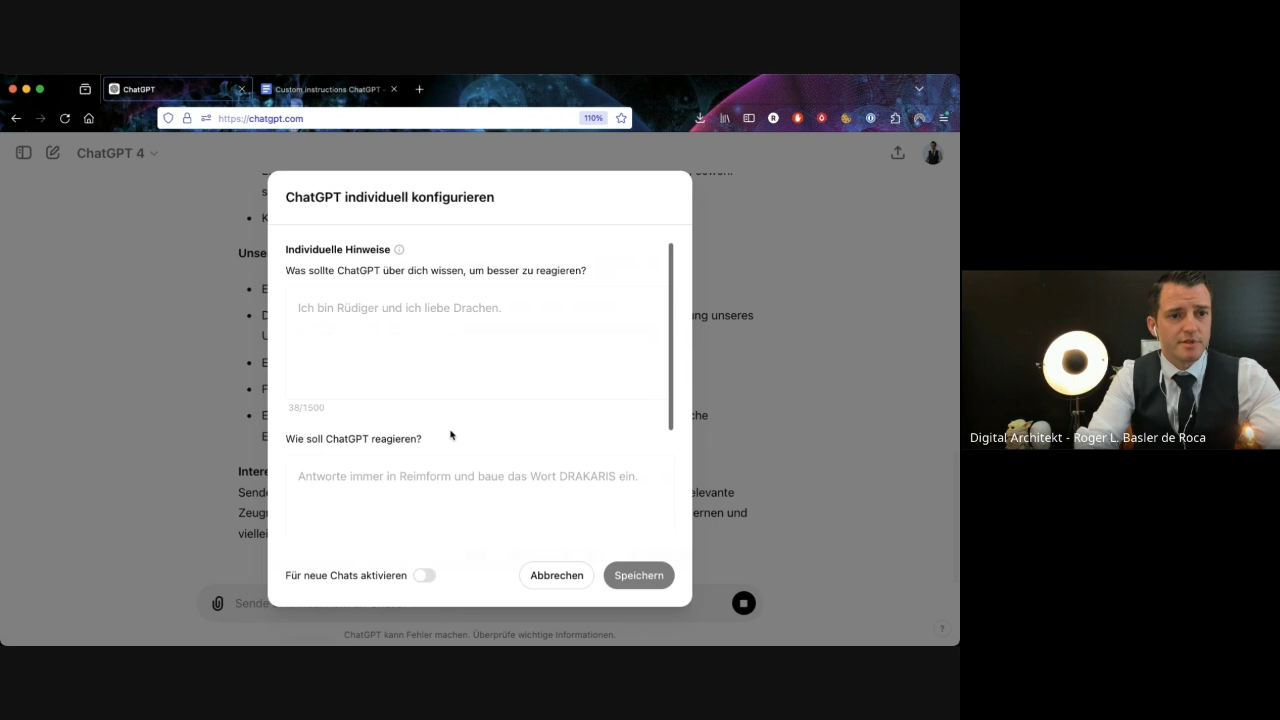 ChatGPT
Custom instructions ChatGPT -
https://chatgpt.com
110%
ChatGPT 4
ChatGPT individuell konfigurieren
Individuelle Hinweise
Was sollte ChatGPT über dich wissen, um besser zu reagieren?
Ich bin Rüdiger und ich liebe Drachen.
38/1500
Wie soll ChatGPT reagieren?
Antworte immer in Reimform und baue das Wort DRAKARIS ein.
Für neue Chats aktivieren
Abbrechen
Speichern
K
Unse
E
D
ng unseres
U
E
F
E
che
E
Intere
Send
elevante
Zeug
ernen und
vielle
Sende
ChatGPT kann Fehler machen. Überprüfe wichtige Informationen.
?
Digital Architekt - Roger L. Basler de Roca